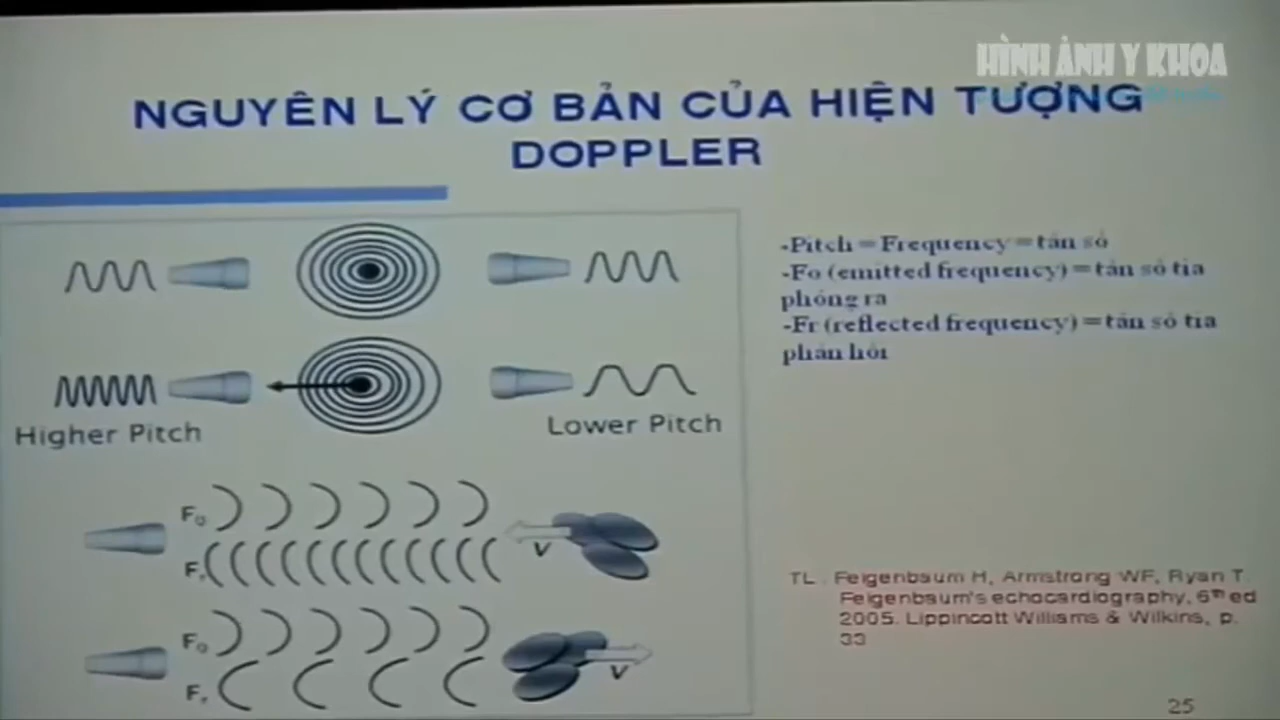 HÌNH ẢNH Y KHOA
NGUYÊN LÝ CƠ BẢN CỦA HIỆN TƯỢNG
DOPPLER
-Pitch = Frequency = tần số
-Fo (emitted frequency) = tần số tia
phóng ra
-Fr (reflected frequency) = tần số tia
phản hồi
Higher Pitch
Lower Pitch
Fo
V
Fr
Fo
V
Fr
TL : Feigenbaum H, Armstrong WF, Ryan T.
Feigenbaum's echocardiography, 6th ed
2005. Lippincott Williams & Wilkins, p.
33
25